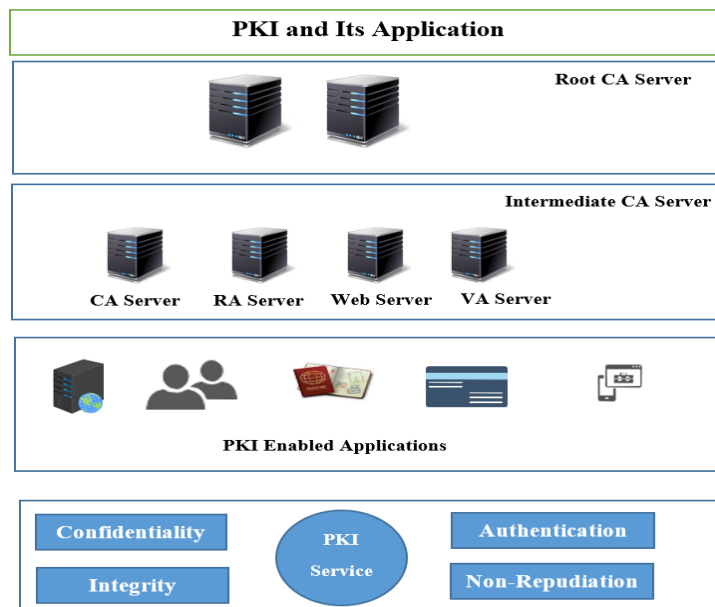 PKI and Its Application
Root CA Server
Intermediate CA Server
CA Server RA Server Web Server VA Server
PKI Enabled Applications
Confidentiality
PKI
Service
Authentication
Integrity
Non-Repudiation